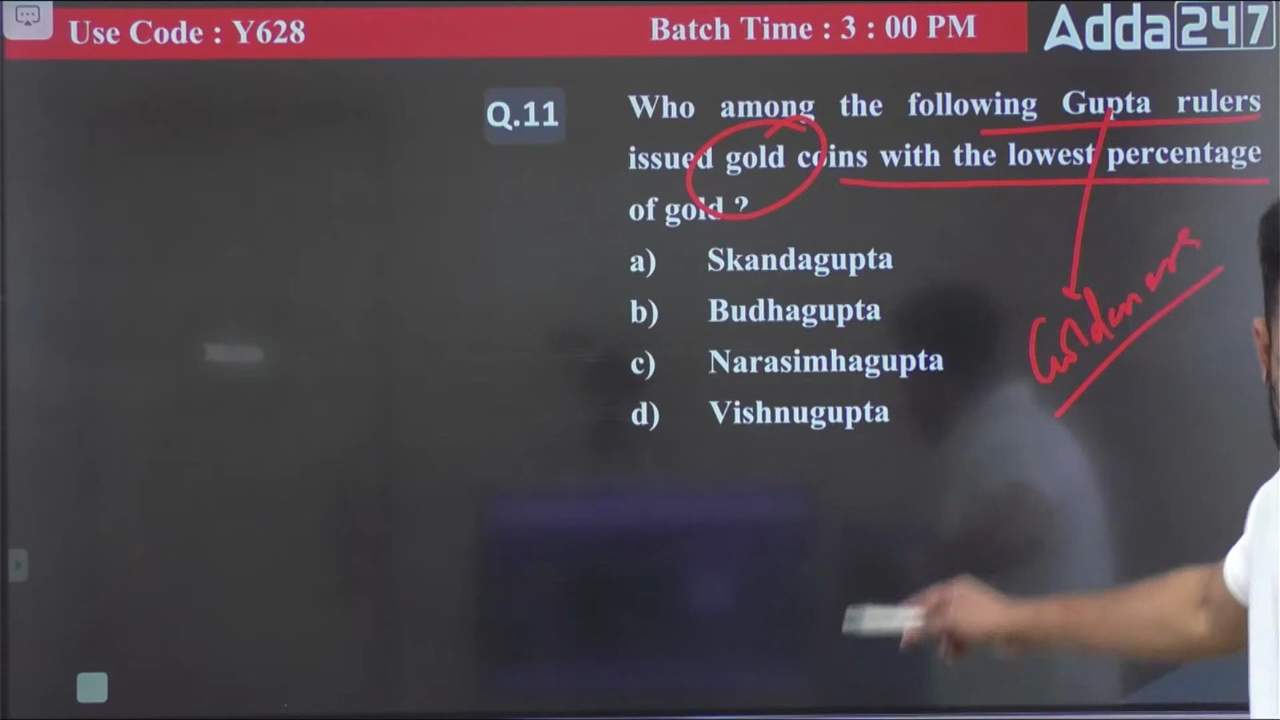 Use Code : Y628
Batch Time : 3 : 00 PM
Adda247
Q.11
Who among the following Gupta rulers
issued gold coins with the lowest percentage
of gold ?
a) Skandagupta
b) Budhagupta
c) Narasimhagupta
d) Vishnugupta
Golden